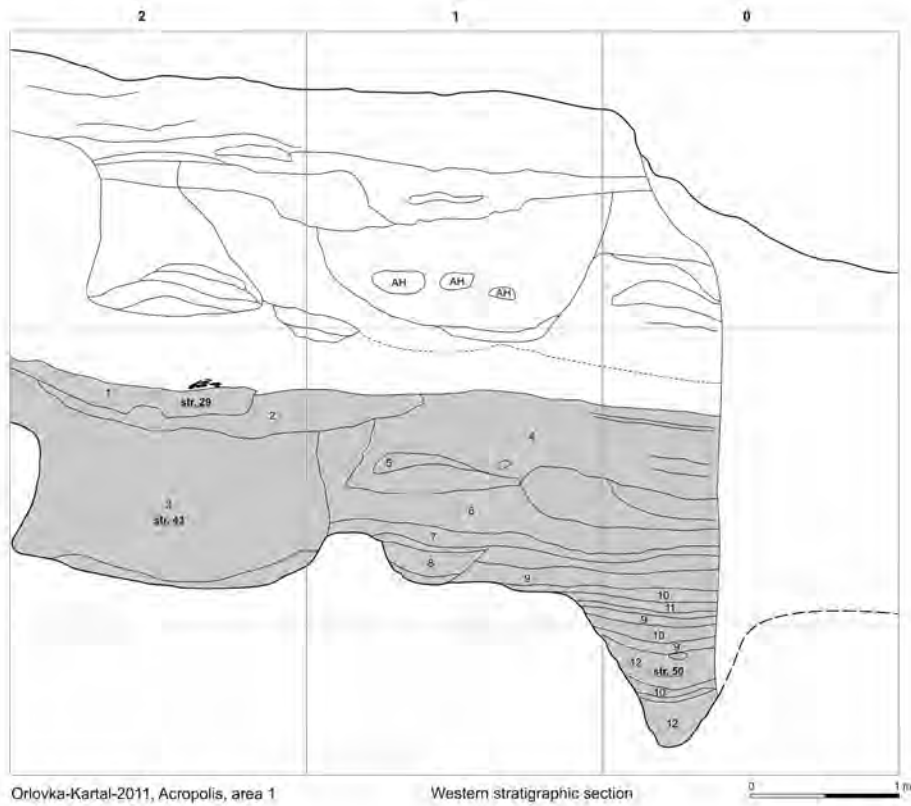 2 1 0
AH AH AH
1
str. 29
2
4
5
3
str. 43
6
7
8
9
10
11
9
10
9
12
str. 50
10
12
Orlovka-Kartal-2011, Acropolis, area 1 Western stratigraphic section 0 1 m